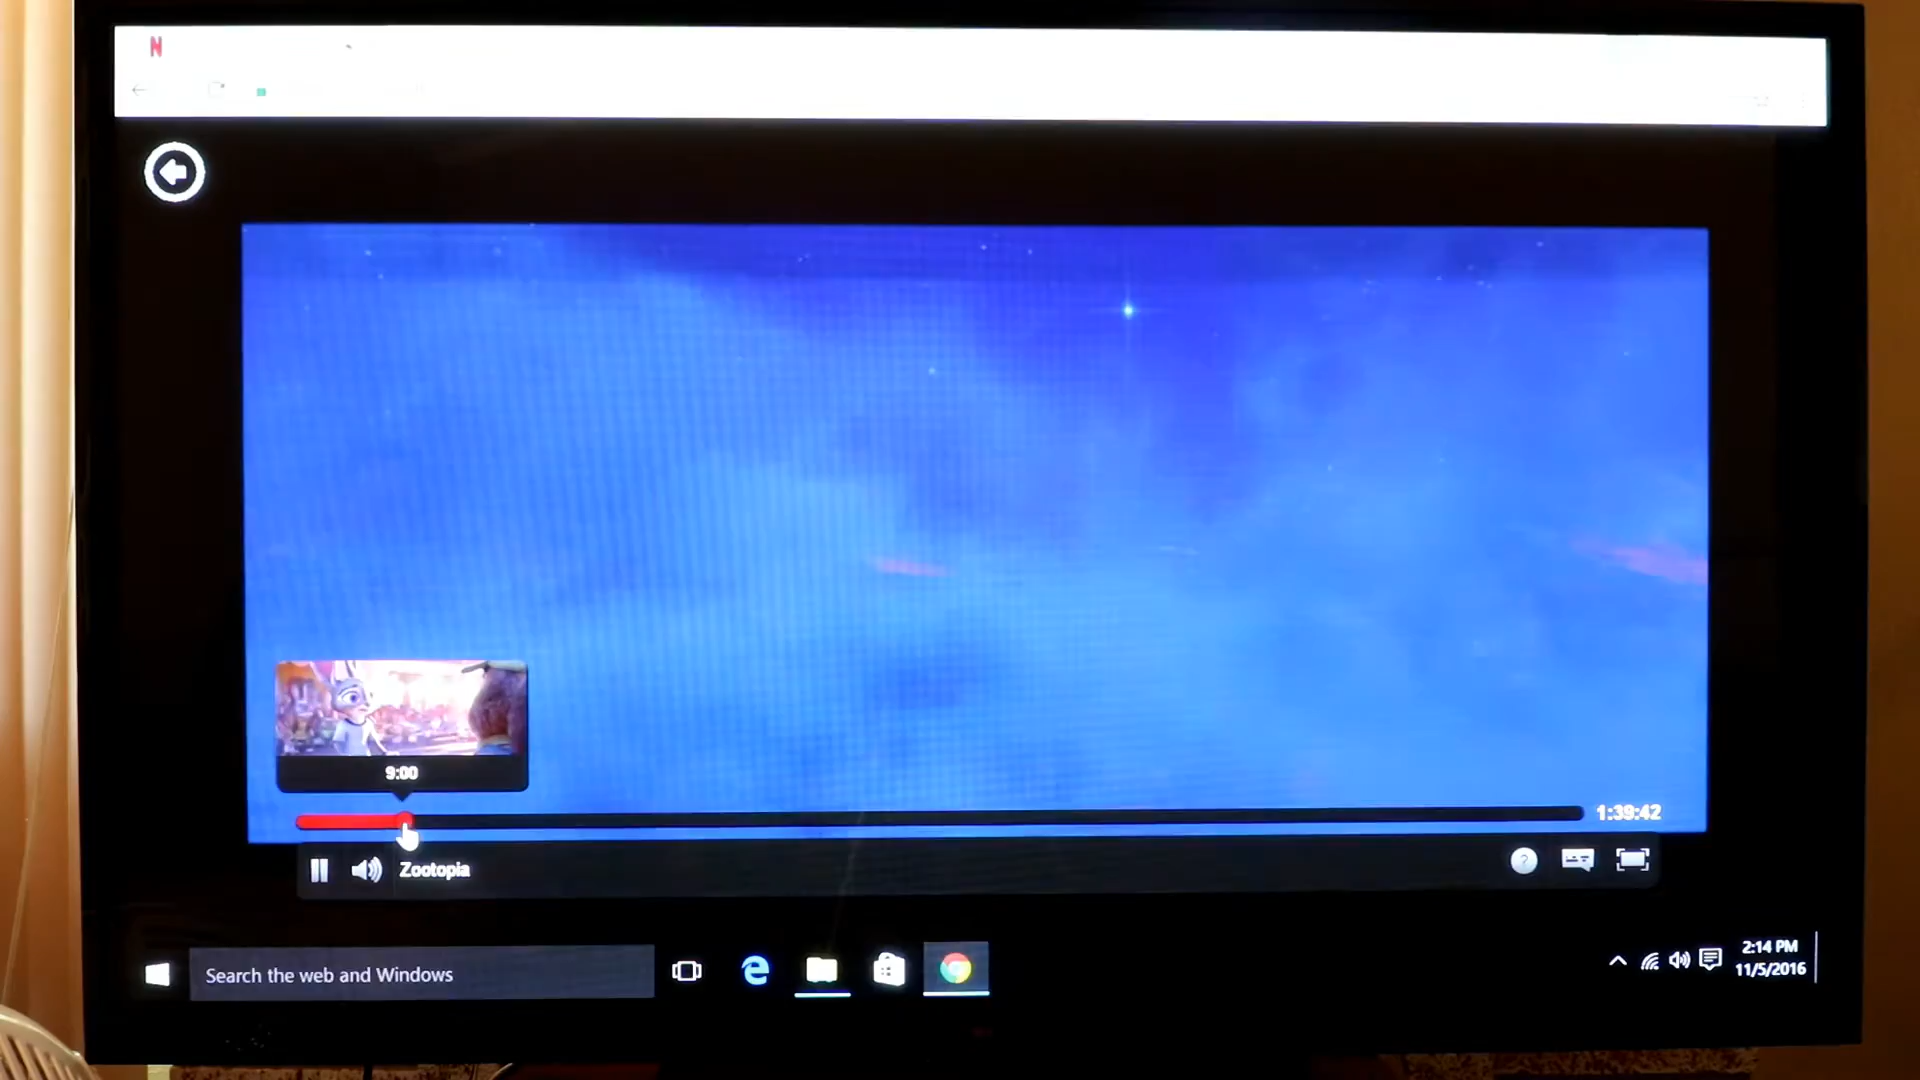 N
9:00
1:39:42
Zootopia
?
Search the web and Windows
2:14 PM
11/5/2016